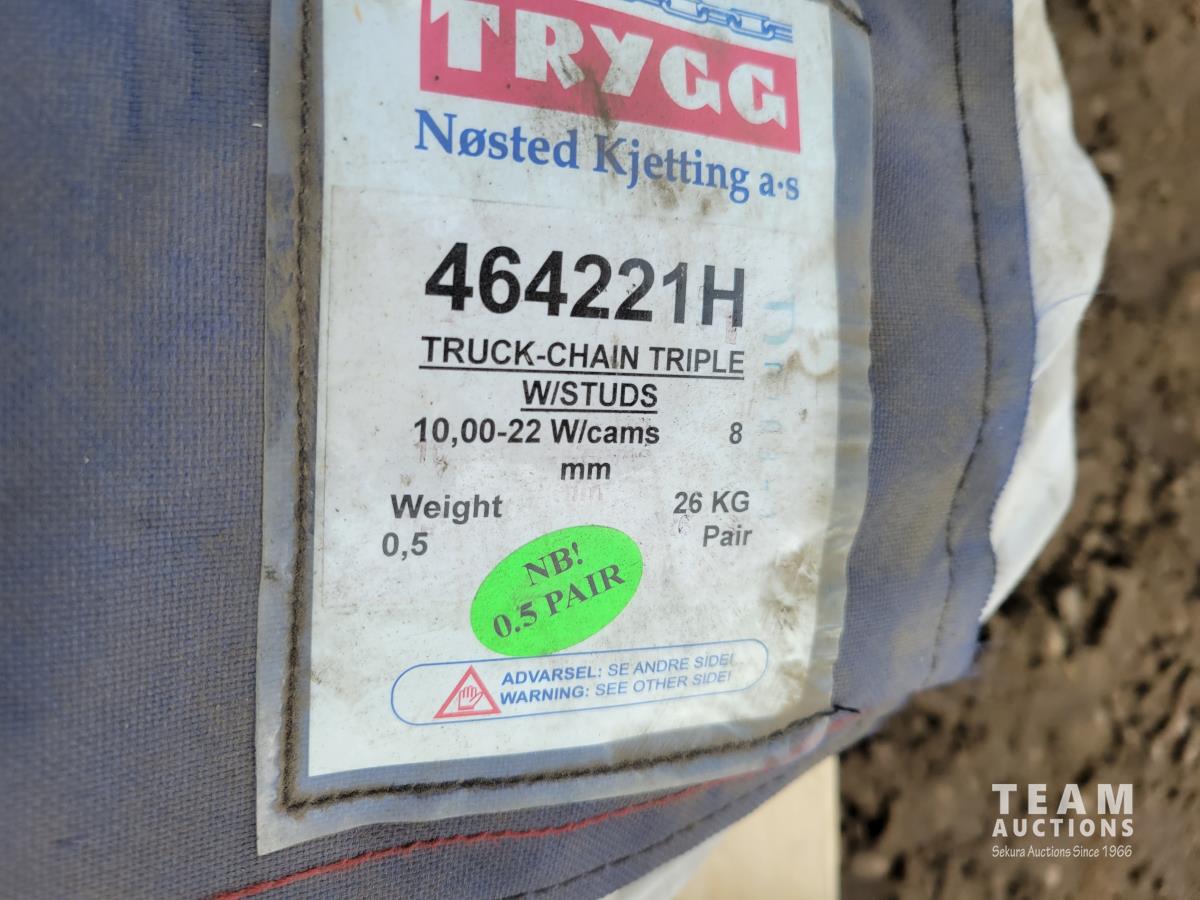 TRYGG
Nøsted Kjetting a·s
464221H
TRUCK-CHAIN TRIPLE
W/STUDS
10,00-22 W/cams 8
mm
Weight 26 KG
0,5 Pair
NB!
0.5 PAIR
ADVARSEL: SE ANDRE SIDE!
WARNING: SEE OTHER SIDE!
TEAM
AUCTIONS
Sekura Auctions Since 1966